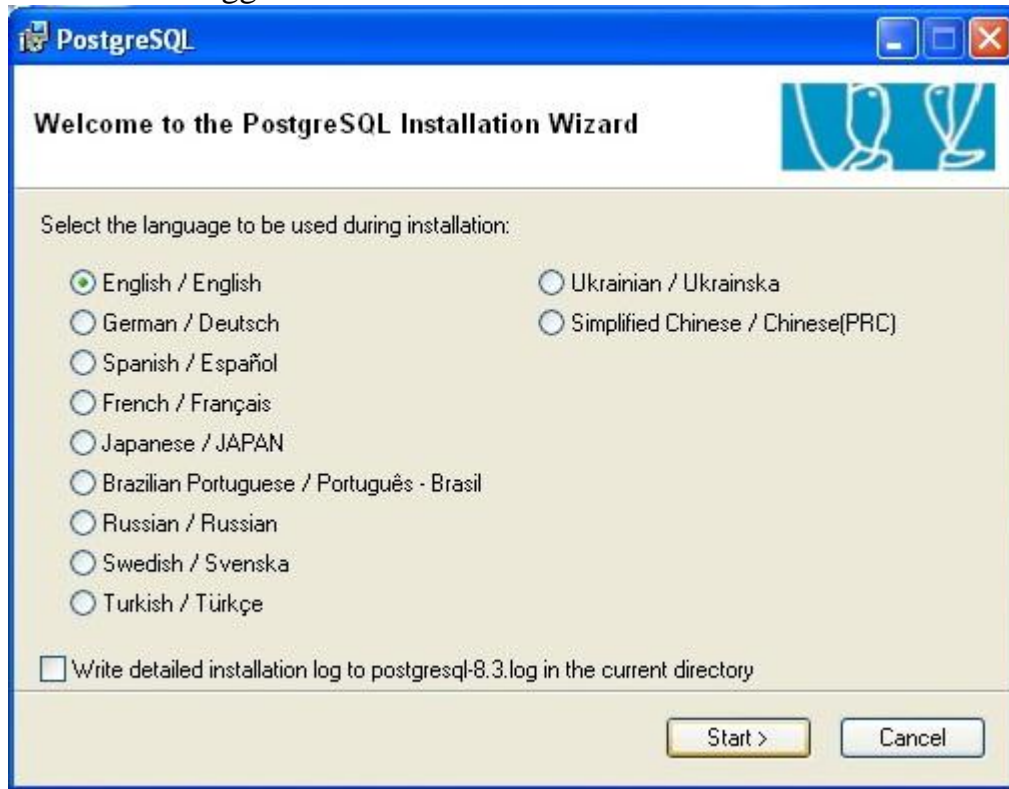 PostgreSQL
Welcome to the PostgreSQL Installation Wizard
Select the language to be used during installation:
English / English
German / Deutsch
Spanish / Español
French / Français
Japanese / JAPAN
Brazilian Portuguese / Português - Brasil
Russian / Russian
Swedish / Svenska
Turkish / Türkçe
Ukrainian / Ukrainska
Simplified Chinese / Chinese(PRC)
Write detailed installation log to postgresql-8.3.log in the current directory
Start >
Cancel